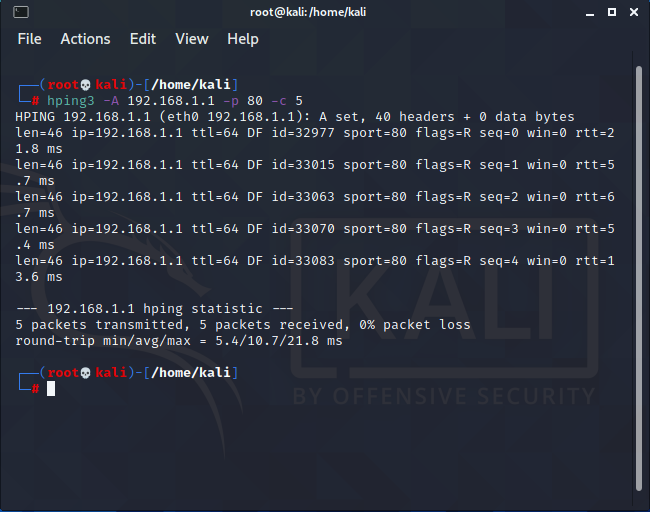 root@kali: /home/kali
File Actions Edit View Help
┌──(root💀kali)-[/home/kali]
└─# hping3 -A 192.168.1.1 -p 80 -c 5
HPING 192.168.1.1 (eth0 192.168.1.1): A set, 40 headers + 0 data bytes
len=46 ip=192.168.1.1 ttl=64 DF id=32977 sport=80 flags=R seq=0 win=0 rtt=2
1.8 ms
len=46 ip=192.168.1.1 ttl=64 DF id=33015 sport=80 flags=R seq=1 win=0 rtt=5
.7 ms
len=46 ip=192.168.1.1 ttl=64 DF id=33063 sport=80 flags=R seq=2 win=0 rtt=6
.7 ms
len=46 ip=192.168.1.1 ttl=64 DF id=33070 sport=80 flags=R seq=3 win=0 rtt=5
.4 ms
len=46 ip=192.168.1.1 ttl=64 DF id=33083 sport=80 flags=R seq=4 win=0 rtt=1
3.6 ms
--- 192.168.1.1 hping statistic ---
5 packets transmitted, 5 packets received, 0% packet loss
round-trip min/avg/max = 5.4/10.7/21.8 ms
┌──(root💀kali)-[/home/kali]
└─#
KALI
BY OFFENSIVE SECURITY